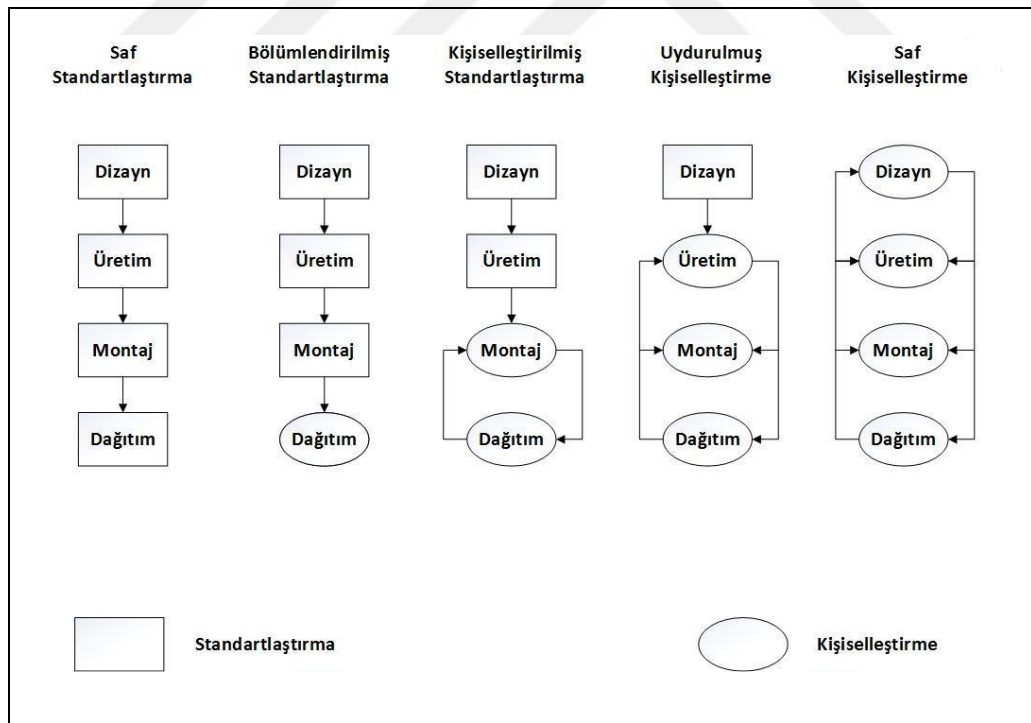 Saf
Standartlaştırma
Bölümlendirilmiş
Standartlaştırma
Kişiselleştirilmiş
Standartlaştırma
Uydurulmuş
Kişiselleştirme
Saf
Kişiselleştirme
Dizayn
Dizayn
Dizayn
Dizayn
Dizayn
Üretim
Üretim
Üretim
Üretim
Üretim
Montaj
Montaj
Montaj
Montaj
Montaj
Dağıtım
Dağıtım
Dağıtım
Dağıtım
Dağıtım
Standartlaştırma
Kişiselleştirme